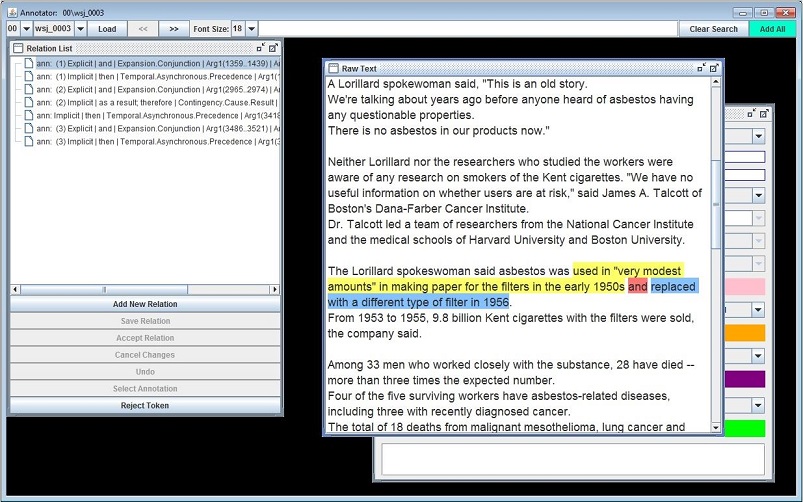 Annotator: 00\wsj_0003
00 wsj_0003 Load << >> Font Size: 18 Clear Search Add All
Relation List
ann: (1) Explicit | and | Expansion.Conjunction | Arg1(1359..1439) | A
ann: (1) Implicit | then | Temporal.Asynchronous.Precedence | Arg1(1
ann: (2) Explicit | and | Expansion.Conjunction | Arg1(2965..2974) | A
ann: (2) Implicit | as a result; therefore | Contingency.Cause.Result |
ann: Implicit | then | Temporal.Asynchronous.Precedence | Arg1(3418
ann: (3) Explicit | and | Expansion.Conjunction | Arg1(3486..3521) | A
ann: (3) Implicit | then | Temporal.Asynchronous.Precedence | Arg1(3
Add New Relation
Save Relation
Accept Relation
Cancel Changes
Undo
Select Annotation
Reject Token
Raw Text
A Lorillard spokewoman said, "This is an old story.
We're talking about years ago before anyone heard of asbestos having
any questionable properties.
There is no asbestos in our products now."
Neither Lorillard nor the researchers who studied the workers were
aware of any research on smokers of the Kent cigarettes. "We have no
useful information on whether users are at risk," said James A. Talcott of
Boston's Dana-Farber Cancer Institute.
Dr. Talcott led a team of researchers from the National Cancer Institute
and the medical schools of Harvard University and Boston University.
The Lorillard spokeswoman said asbestos was used in "very modest
amounts" in making paper for the filters in the early 1950s and replaced
with a different type of filter in 1956.
From 1953 to 1955, 9.8 billion Kent cigarettes with the filters were sold,
the company said.
Among 33 men who worked closely with the substance, 28 have died --
more than three times the expected number.
Four of the five surviving workers have asbestos-related diseases,
including three with recently diagnosed cancer.
The total of 18 deaths from malignant mesothelioma, lung cancer and